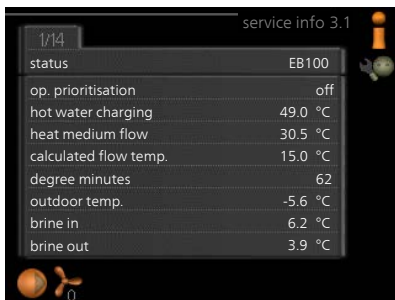 service info 3.1
1/14
status EB100
op. prioritisation off
hot water charging 49.0 °C
heat medium flow 30.5 °C
calculated flow temp. 15.0 °C
degree minutes 62
outdoor temp. -5.6 °C
brine in 6.2 °C
brine out 3.9 °C
0